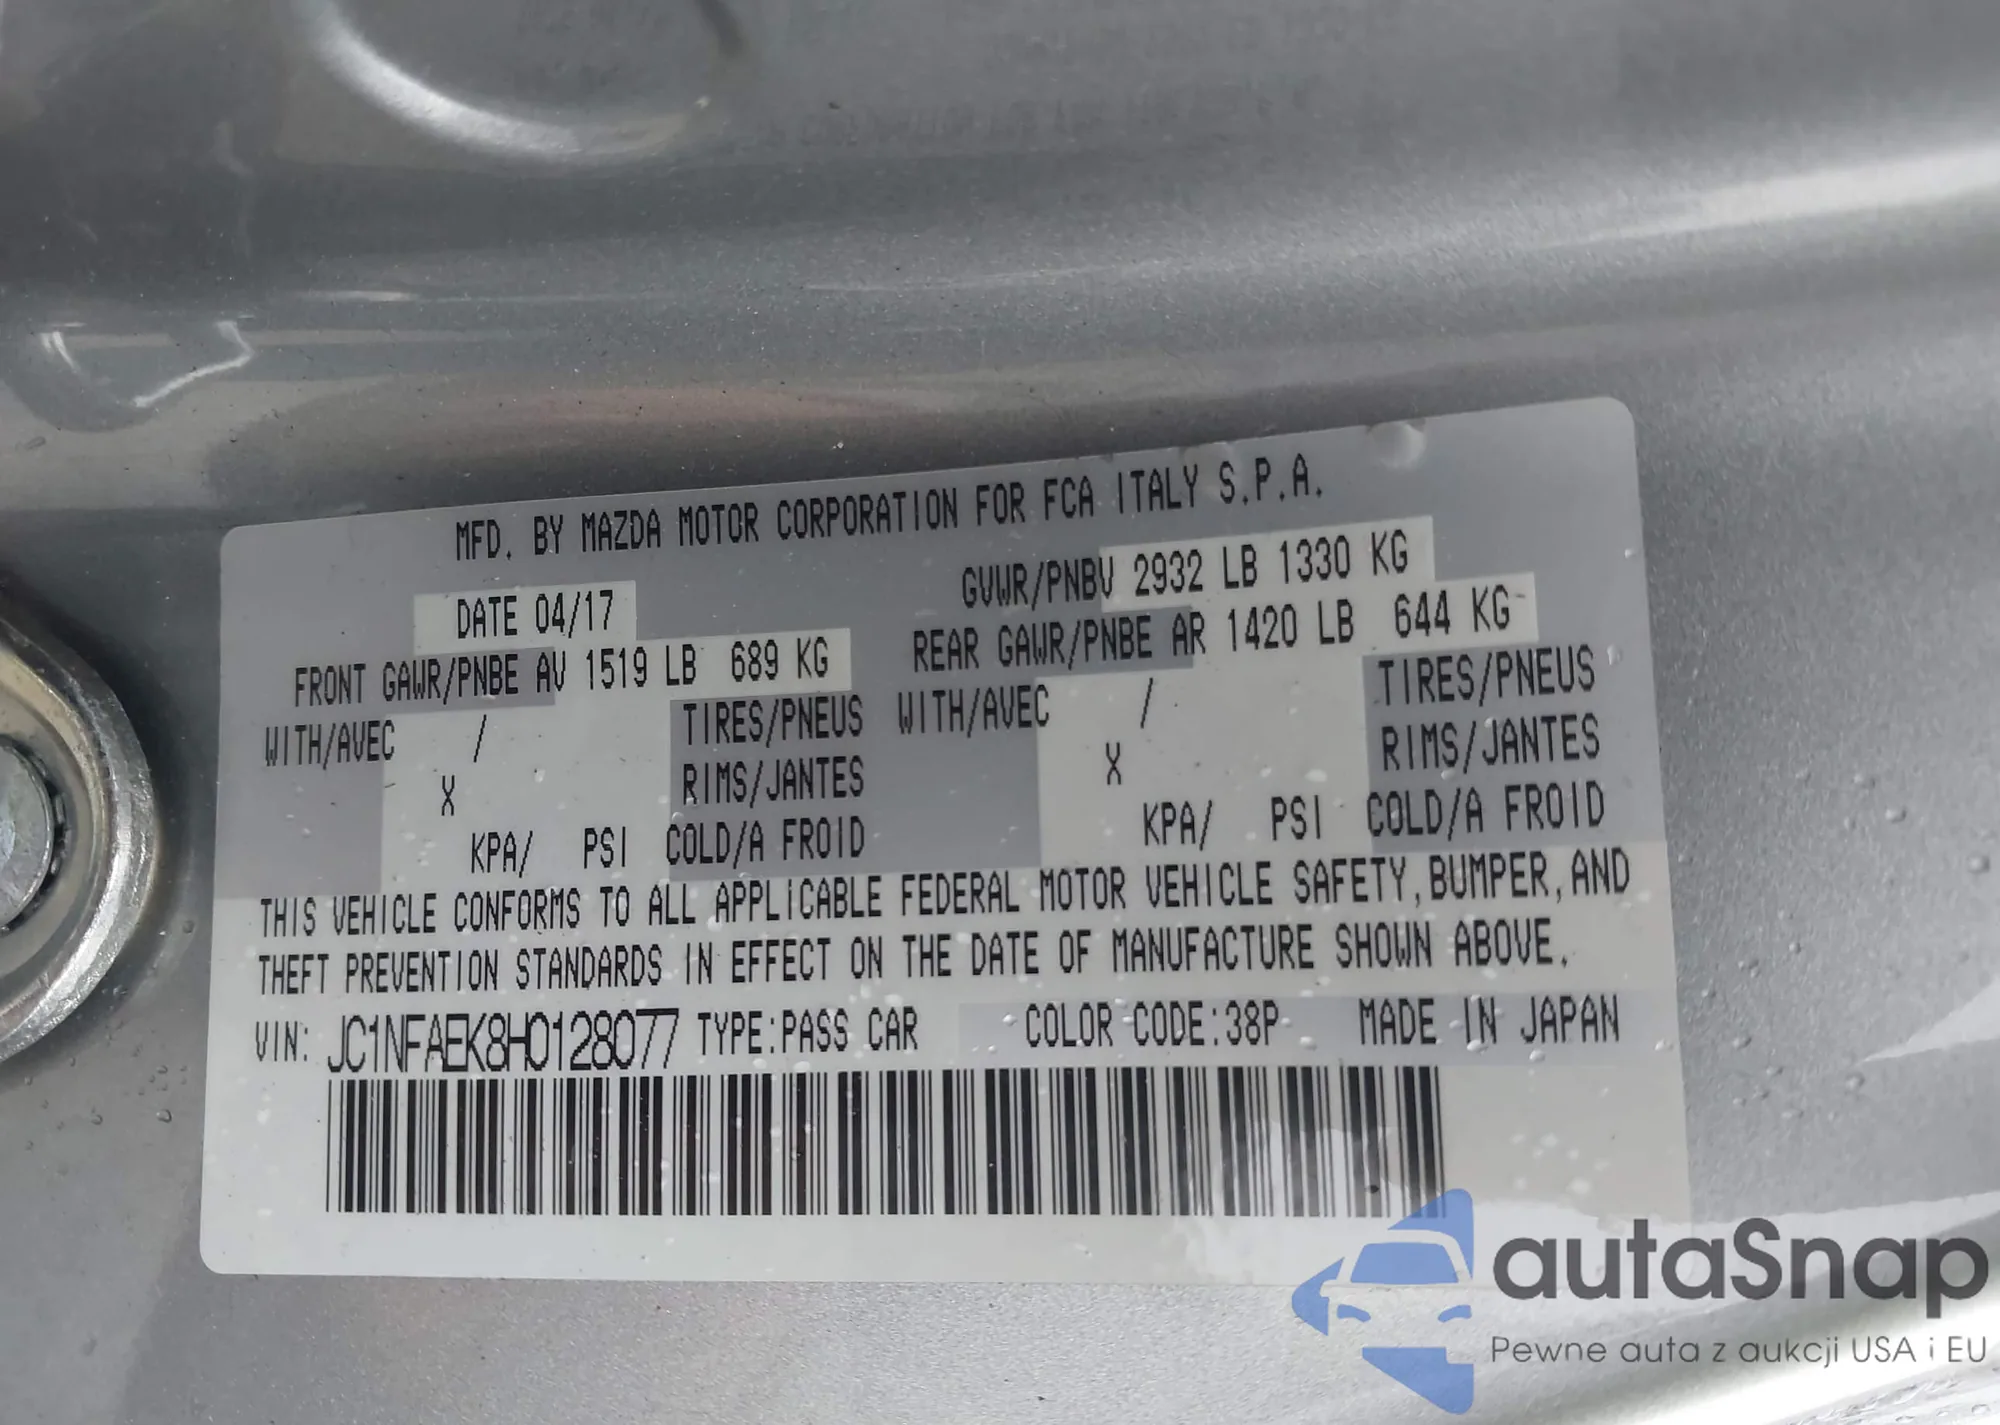 MFD. BY MAZDA MOTOR CORPORATION FOR FCA ITALY S.P.A.
DATE 04/17 GVWR/PNBV 2932 LB 1330 KG
FRONT GAWR/PNBE AV 1519 LB 689 KG REAR GAWR/PNBE AR 1420 LB 644 KG
WITH/AVEC / TIRES/PNEUS WITH/AVEC / TIRES/PNEUS
X RIMS/JANTES X RIMS/JANTES
KPA/ PSI COLD/A FROID KPA/ PSI COLD/A FROID
THIS VEHICLE CONFORMS TO ALL APPLICABLE FEDERAL MOTOR VEHICLE SAFETY, BUMPER, AND
THEFT PREVENTION STANDARDS IN EFFECT ON THE DATE OF MANUFACTURE SHOWN ABOVE.
VIN: JC1NFAEK8H0128077 TYPE:PASS CAR COLOR CODE:38P MADE IN JAPAN
autaSnap
Pewne auta z aukcji USA i EU